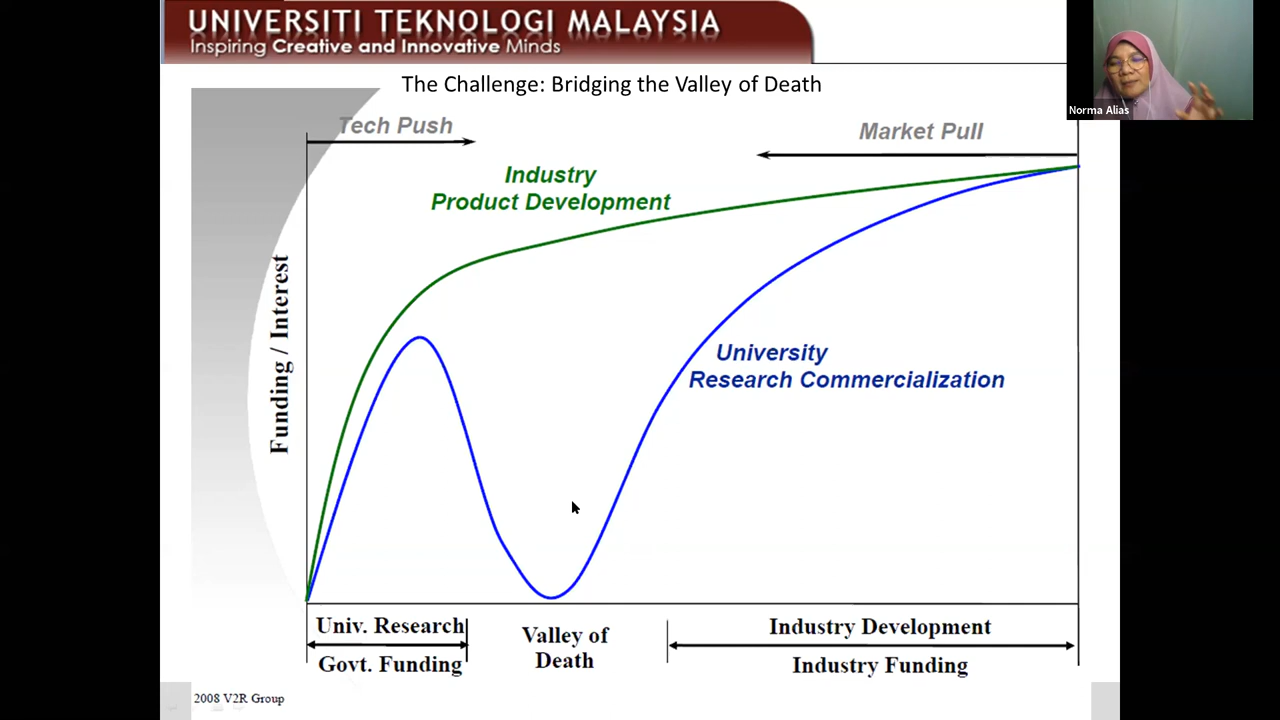 UNIVERSITI TEKNOLOGI MALAYSIA
Inspiring Creative and Innovative Minds
The Challenge: Bridging the Valley of Death
Norma Alias
Tech Push
Market Pull
Industry
Product Development
Funding / Interest
University
Research Commercialization
Univ. Research
Govt. Funding
Valley of
Death
Industry Development
Industry Funding
2008 V2R Group